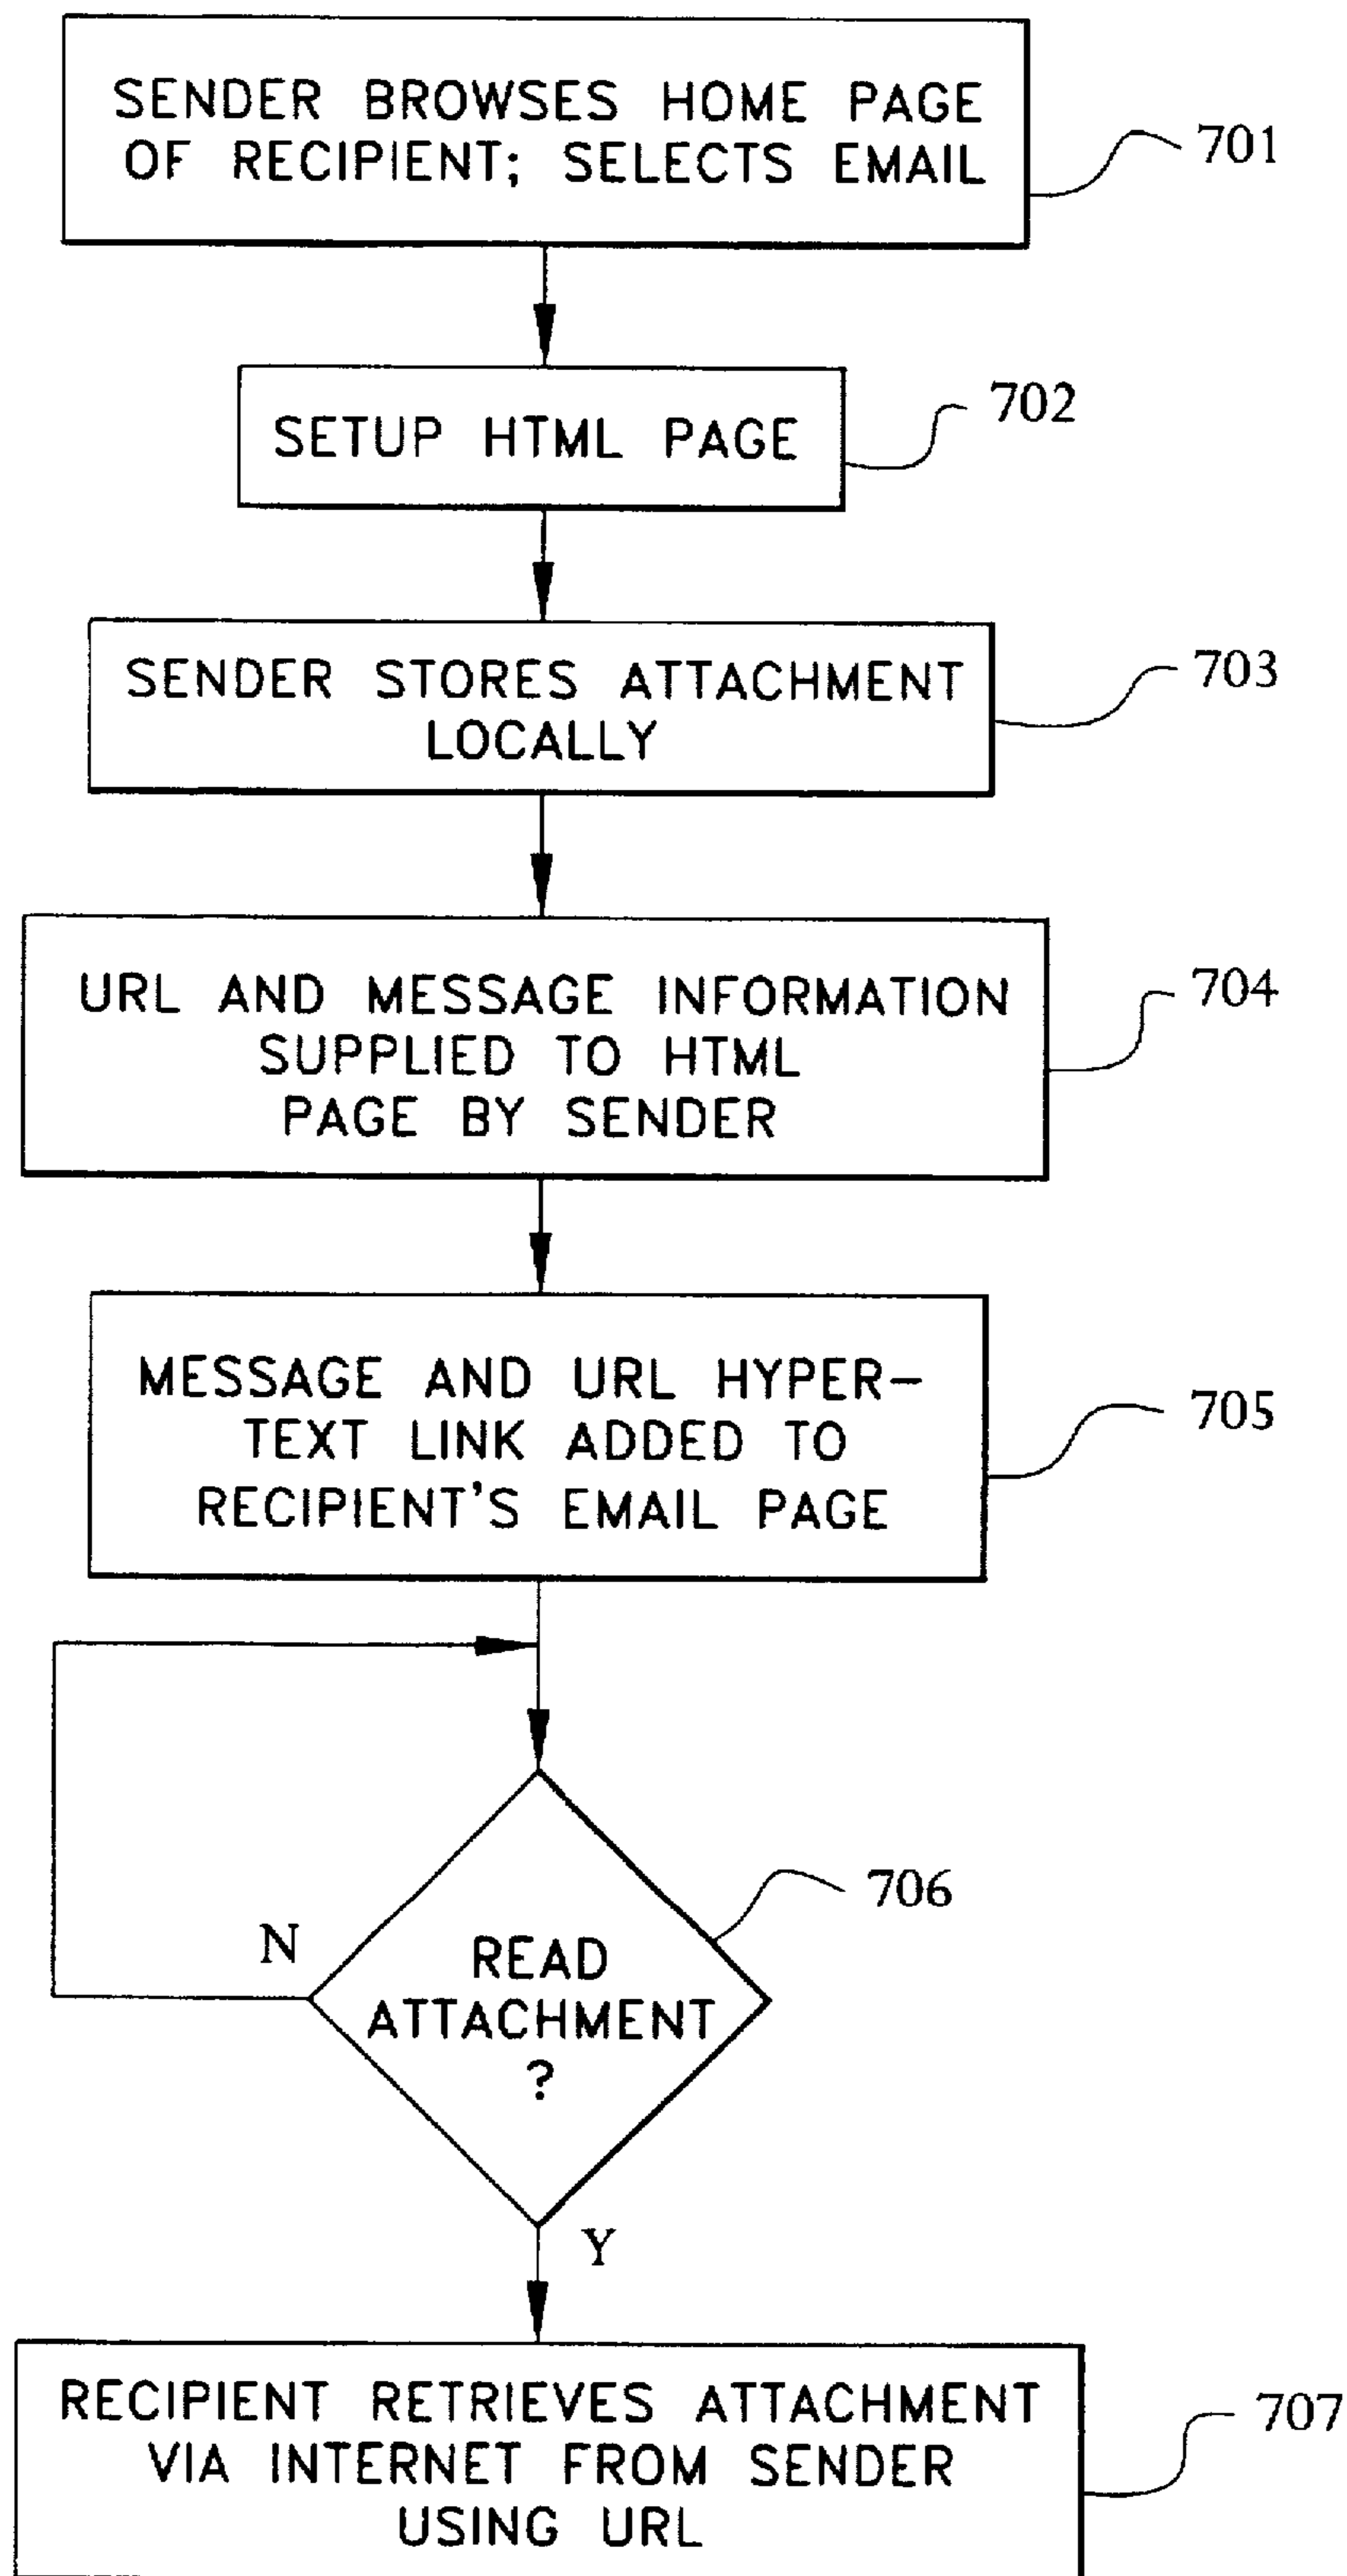 SENDER BROWSES HOME PAGE
OF RECIPIENT; SELECTS EMAIL
701
SETUP HTML PAGE
702
SENDER STORES ATTACHMENT
LOCALLY
703
URL AND MESSAGE INFORMATION
SUPPLIED TO HTML
PAGE BY SENDER
704
MESSAGE AND URL HYPER-
TEXT LINK ADDED TO
RECIPIENT'S EMAIL PAGE
705
706
N
READ
ATTACHMENT
?
Y
RECIPIENT RETRIEVES ATTACHMENT
VIA INTERNET FROM SENDER
USING URL
707